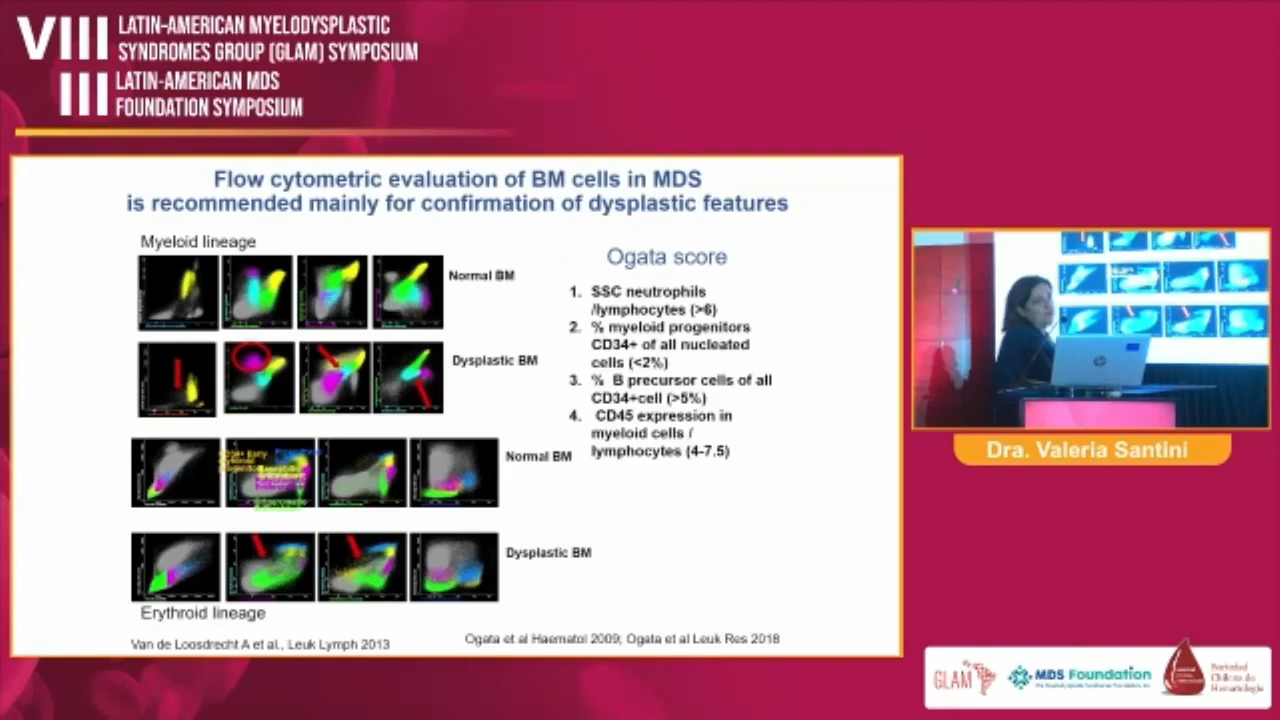 VIII
LATIN-AMERICAN MYELODYSPLASTIC
SYNDROMES GROUP (GLAM) SYMPOSIUM
III
LATIN-AMERICAN MDS
FOUNDATION SYMPOSIUM
Flow cytometric evaluation of BM cells in MDS
is recommended mainly for confirmation of dysplastic features
Myeloid lineage
Normal BM
Dysplastic BM
Normal BM
Dysplastic BM
Erythroid lineage
Ogata score
1. SSC neutrophils
/lymphocytes (>6)
2. % myeloid progenitors
CD34+ of all nucleated
cells (<2%)
3. % B precursor cells of all
CD34+cell (>5%)
4. CD45 expression in
myeloid cells /
lymphocytes (4-7.5)
Van de Loosdrecht A et al., Leuk Lymph 2013
Ogata et al Haematol 2009; Ogata et al Leuk Res 2018
hp
Dra. Valeria Santini
GLAM
MDS Foundation
Sociedad
Chilena de
Hematología